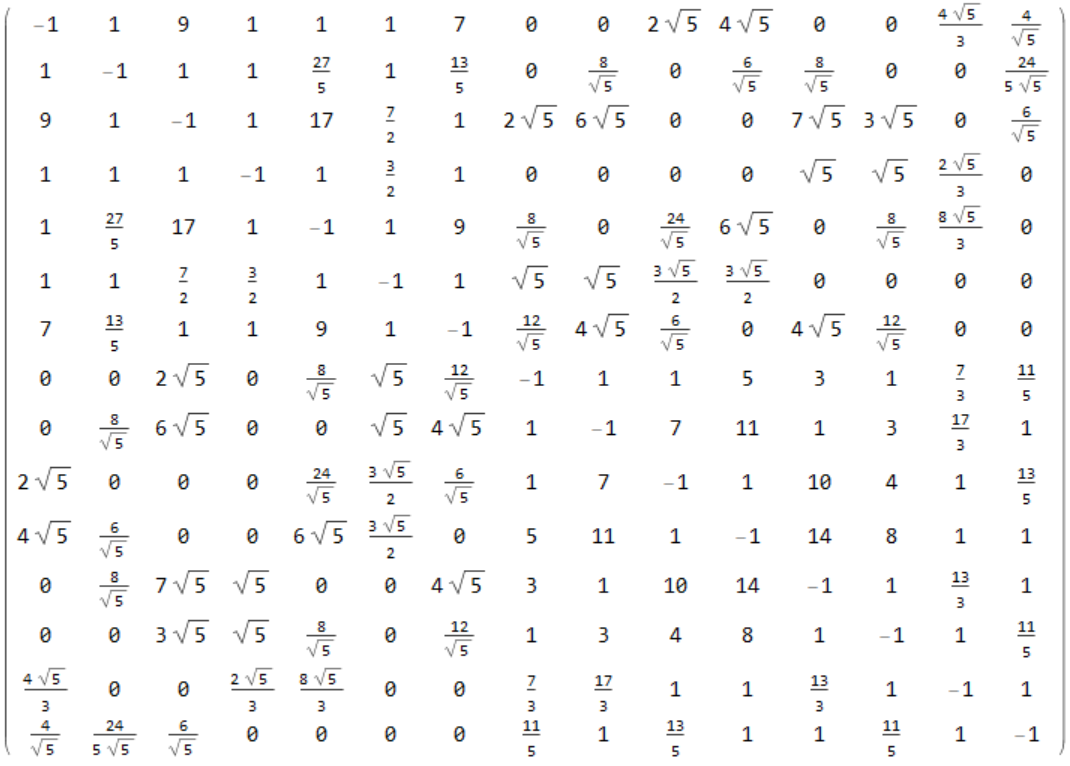 -1 1 9 1 1 1 7 0 0 2√5 4√5 0 0 4√5/3 4/√5
1 -1 1 1 27/5 1 13/5 0 8/√5 0 6/√5 8/√5 0 0 24/5√5
9 1 -1 1 17 7/2 1 2√5 6√5 0 0 7√5 3√5 0 6/√5
1 1 1 -1 1 3/2 1 0 0 0 0 √5 √5 2√5/3 0
1 27/5 17 1 -1 1 9 8/√5 0 24/√5 6√5 0 8/√5 8√5/3 0
1 1 7/2 3/2 1 -1 1 √5 √5 3√5/2 3√5/2 0 0 0 0
7 13/5 1 1 9 1 -1 12/√5 4√5 6/√5 0 4√5 12/√5 0 0
0 0 2√5 0 8/√5 √5 12/√5 -1 1 1 5 3 1 7/3 11/5
0 8/√5 6√5 0 0 √5 4√5 1 -1 7 11 1 3 17/3 1
2√5 0 0 0 24/√5 3√5/2 6/√5 1 7 -1 1 10 4 1 13/5
4√5 6/√5 0 0 6√5 3√5/2 0 5 11 1 -1 14 8 1 1
0 8/√5 7√5 √5 0 0 4√5 3 1 10 14 -1 1 13/3 1
0 0 3√5 √5 8/√5 0 12/√5 1 3 4 8 1 -1 1 11/5
4√5/3 0 0 2√5/3 8√5/3 0 0 7/3 17/3 1 1 13/3 1 -1 1
4/√5 24/5√5 6/√5 0 0 0 0 11/5 1 13/5 1 1 11/5 1 -1